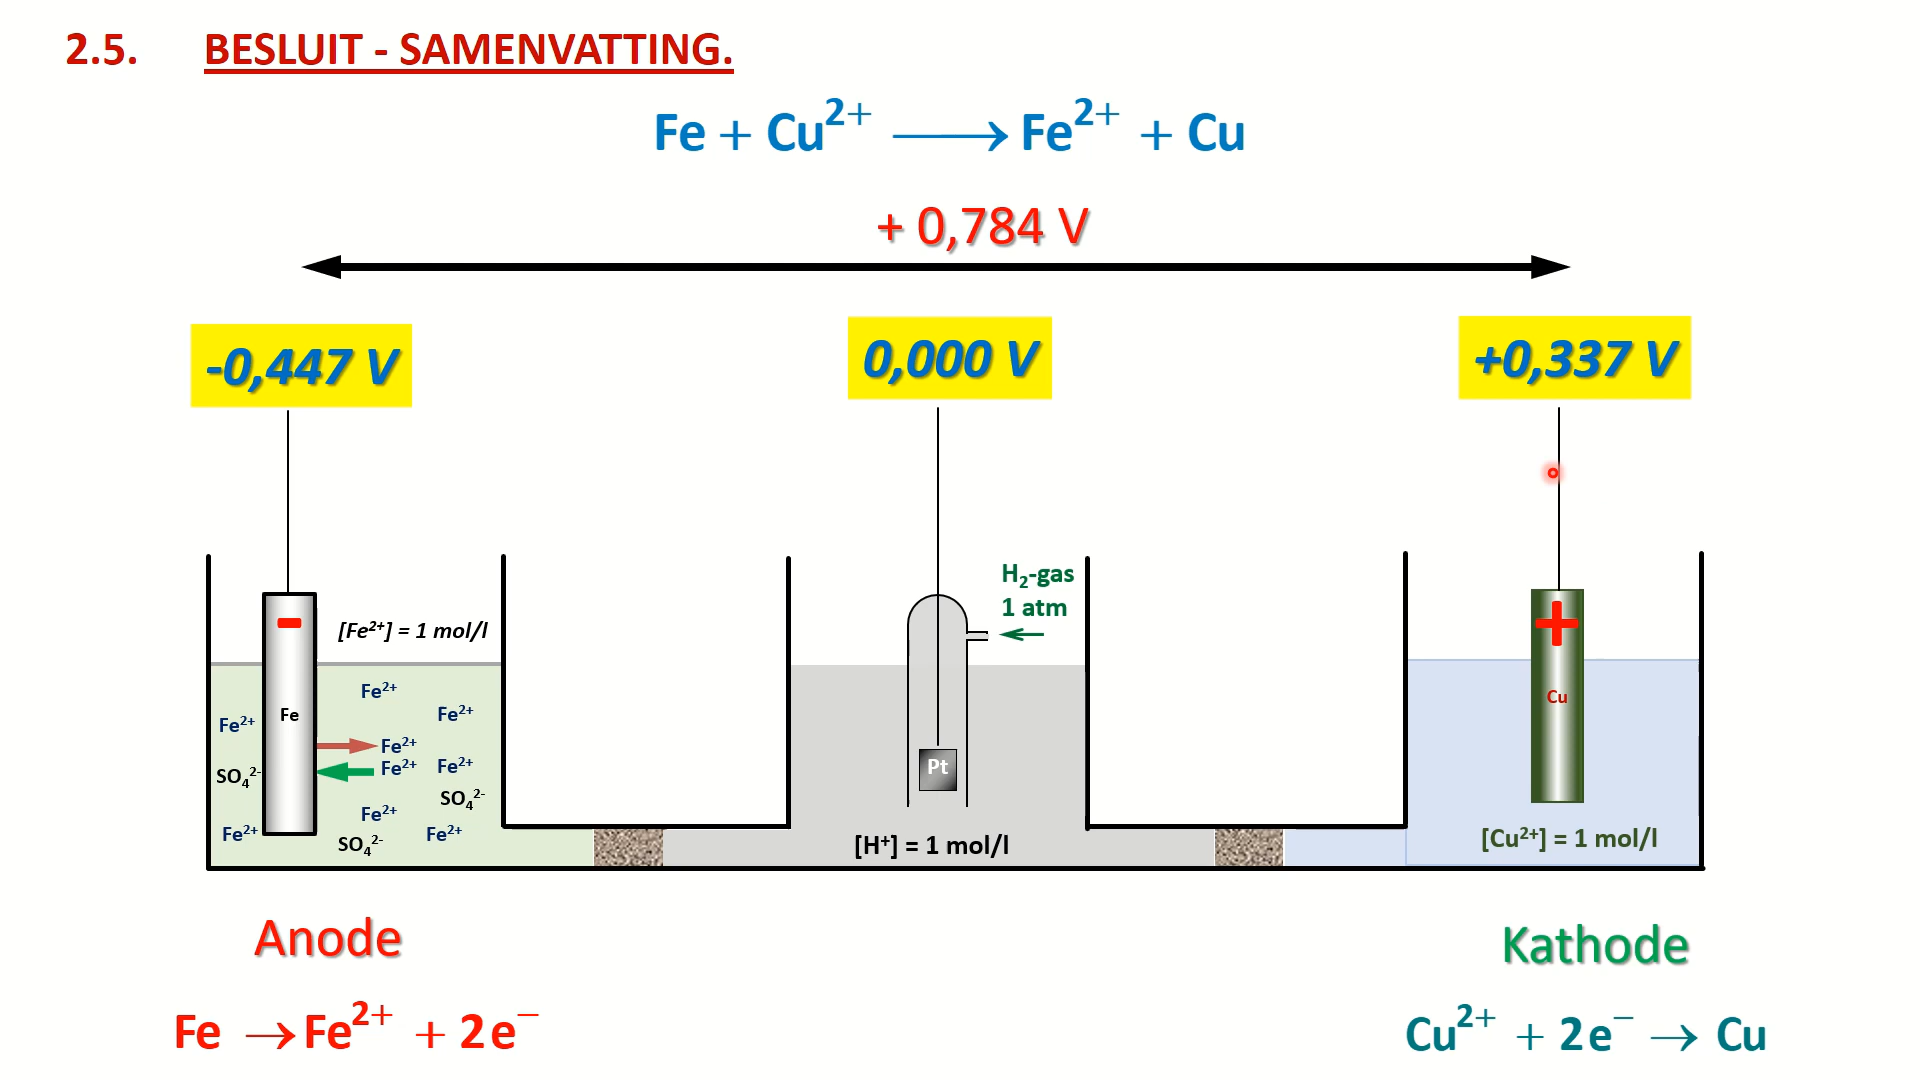 2.5. BESLUIT - SAMENVATTING.
Fe + Cu²⁺ ⟶ Fe²⁺ + Cu
+ 0,784 V
-0,447 V
0,000 V
+0,337 V
H₂-gas
1 atm
[Fe²⁺] = 1 mol/l
Fe
Fe²⁺
Fe²⁺
Fe²⁺
Fe²⁺
Fe²⁺
Fe²⁺
SO₄²⁻
SO₄²⁻
Fe²⁺
Fe²⁺
Fe²⁺
SO₄²⁻
Pt
[H⁺] = 1 mol/l
+
Cu
[Cu²⁺] = 1 mol/l
Anode
Kathode
Fe → Fe²⁺ + 2e⁻
Cu²⁺ + 2e⁻ → Cu